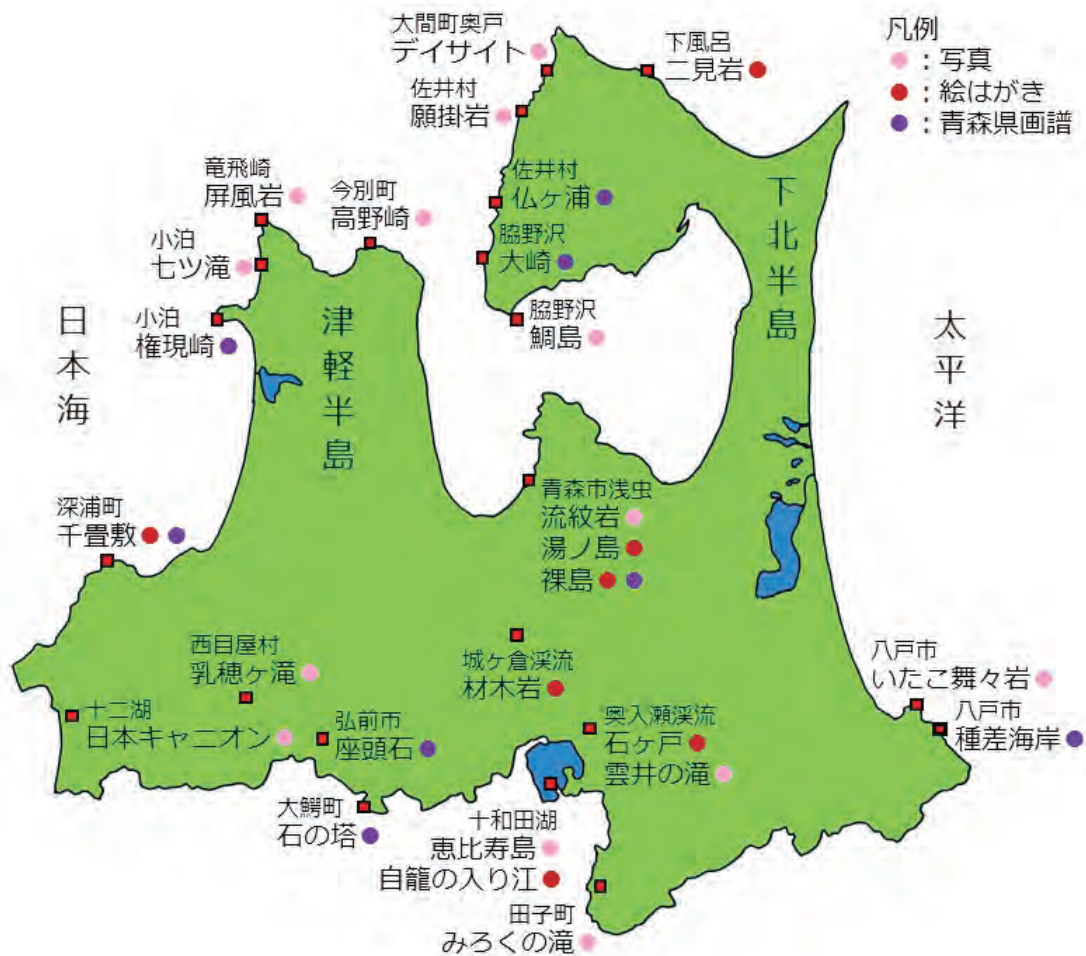 凡例
：写真
：絵はがき
：青森県画譜
大間町奥戸
デイサイト
下風呂
二見岩
佐井村
願掛岩
竜飛崎
屏風岩
今別町
高野崎
佐井村
仏ヶ浦
小泊
七ツ滝
脇野沢
大崎
下北半島
小泊
権現崎
脇野沢
鯛島
日本海
津軽半島
太平洋
深浦町
千畳敷
青森市浅虫
流紋岩
湯ノ島
裸島
西目屋村
乳穂ヶ滝
城ヶ倉渓流
材木岩
八戸市
いたこ舞々岩
十二湖
日本キャニオン
弘前市
座頭石
奥入瀬渓流
石ヶ戸
雲井の滝
八戸市
種差海岸
大鰐町
石の塔
十和田湖
恵比寿島
自籠の入り江
田子町
みろくの滝